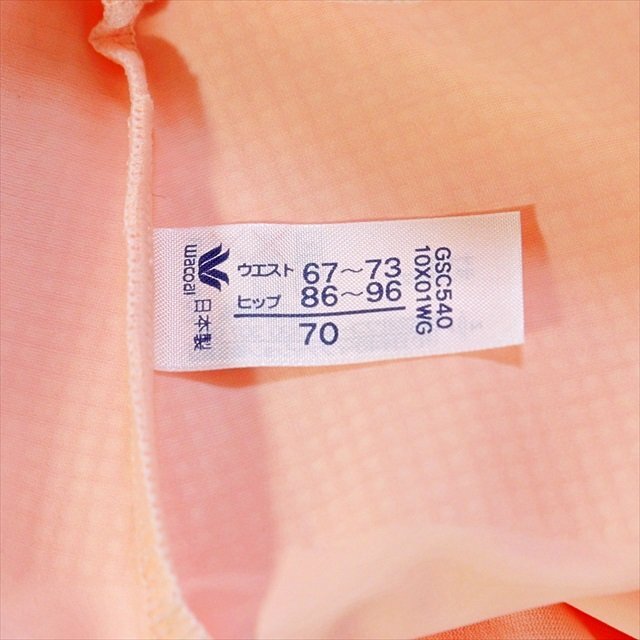 wacoal
日本製
ウエスト 67～73
ヒップ 86～96
70
GSC540
10X01WG